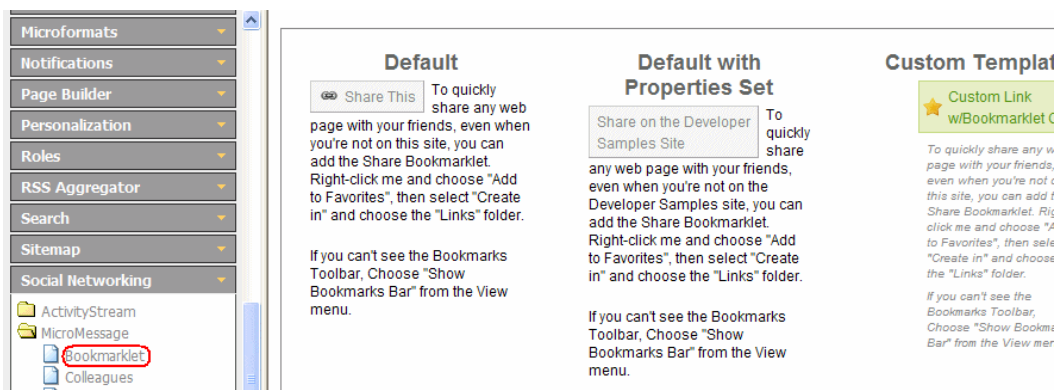 Microformats
Notifications
Page Builder
Personalization
Roles
RSS Aggregator
Search
Sitemap
Social Networking
ActivityStream
MicroMessage
Bookmarklet
Colleagues
Default
Share This
To quickly
share any web
page with your friends, even when
you're not on this site, you can
add the Share Bookmarklet.
Right-click me and choose "Add
to Favorites", then select "Create
in" and choose the "Links" folder.
If you can't see the Bookmarks
Toolbar, Choose "Show
Bookmarks Bar" from the View
menu.
Default with
Properties Set
Share on the Developer
Samples Site
To
quickly
share
any web page with your friends,
even when you're not on the
Developer Samples site, you can
add the Share Bookmarklet.
Right-click me and choose "Add
to Favorites", then select "Create
in" and choose the "Links" folder.
If you can't see the Bookmarks
Toolbar, Choose "Show
Bookmarks Bar" from the View
menu.
Custom
Custom Link
w/Bookmarklet
To quickly share any
page with your friends,
even when you're not
this site, you can add
Share Bookmarklet.
click me and choose
to Favorites", then
"Create in" and choose
the "Links" folder.
If you can't see the
Bookmarks Toolbar,
Choose "Show
Bar" from the View